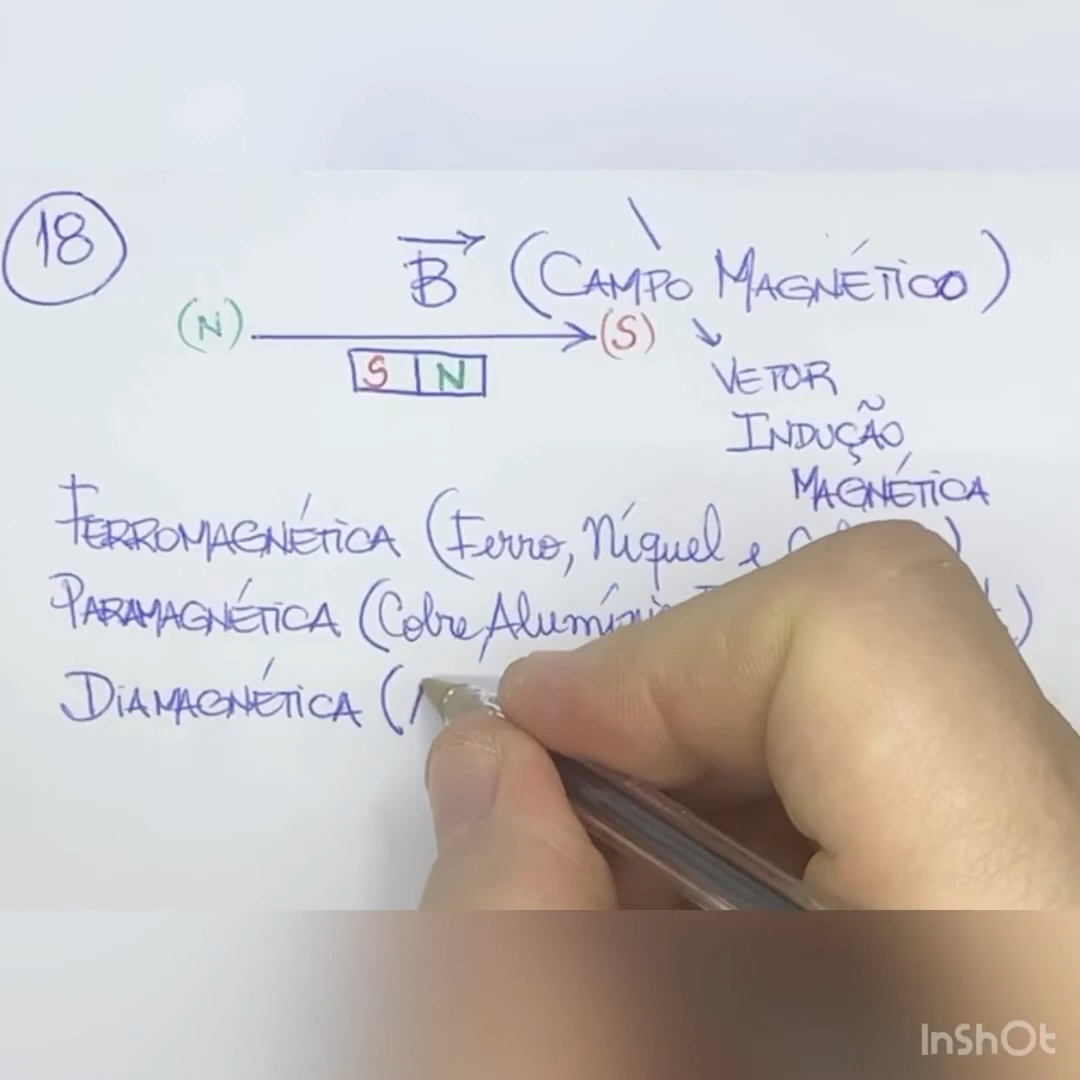 18
B (CAMPO MAGNÉTICO)
(N) (S)
S N
VETOR
INDUÇÃO
MAGNÉTICA
FERROMAGNÉTICA (Ferro, Níquel e
PARAMAGNÉTICA (Cobre, Alumínio
DIAMAGNÉTICA (
InShOt